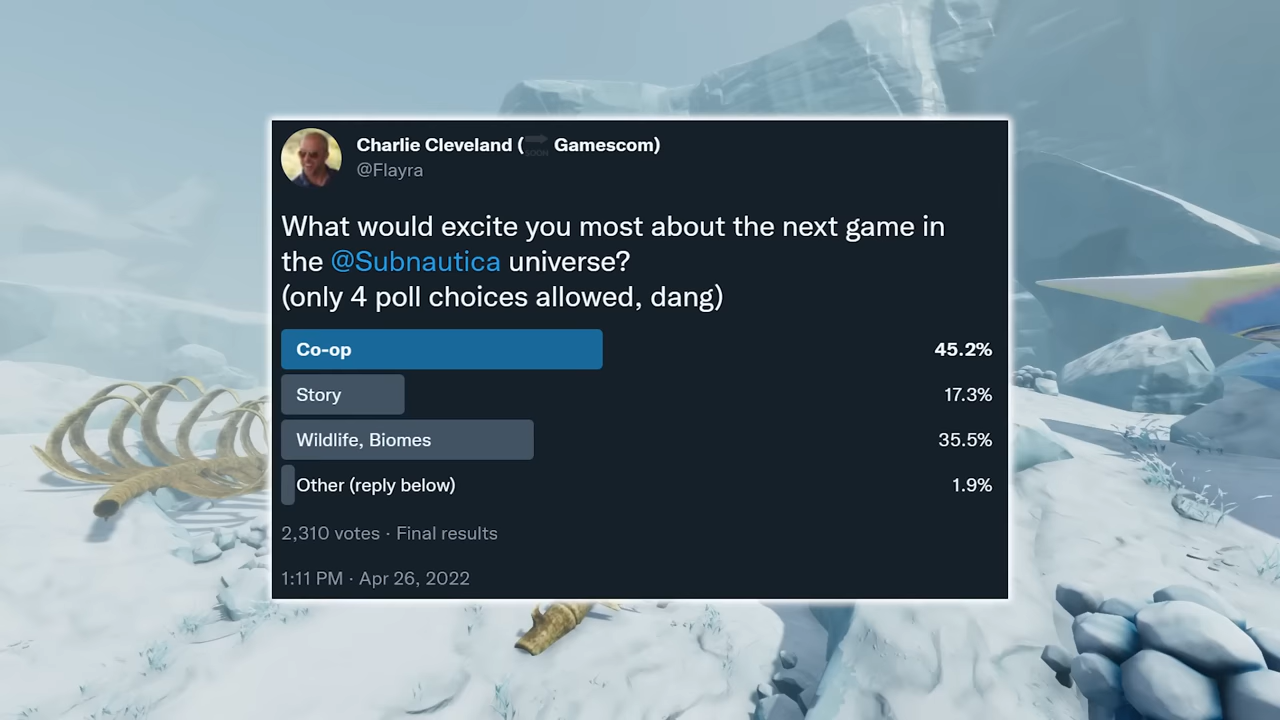 Charlie Cleveland ( Gamescom)
@Flayra
What would excite you most about the next game in
the @Subnautica universe?
(only 4 poll choices allowed, dang)
Co-op 45.2%
Story 17.3%
Wildlife, Biomes 35.5%
Other (reply below) 1.9%
2,310 votes · Final results
1:11 PM · Apr 26, 2022